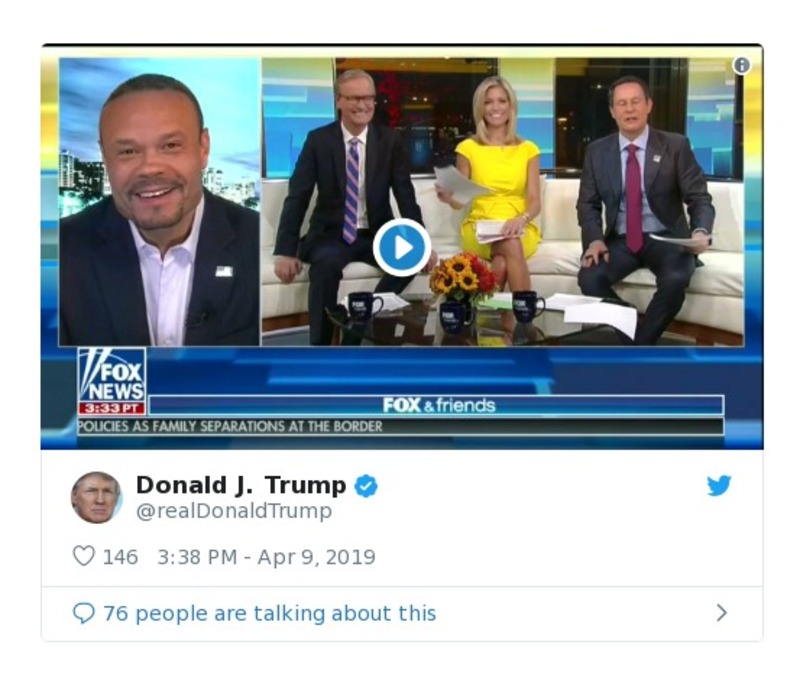 FOX
NEWS
3:33 PT
FOX & friends
POLICIES AS FAMILY SEPARATIONS AT THE BORDER
Donald J. Trump
@realDonaldTrump
146 3:38 PM - Apr 9, 2019
76 people are talking about this